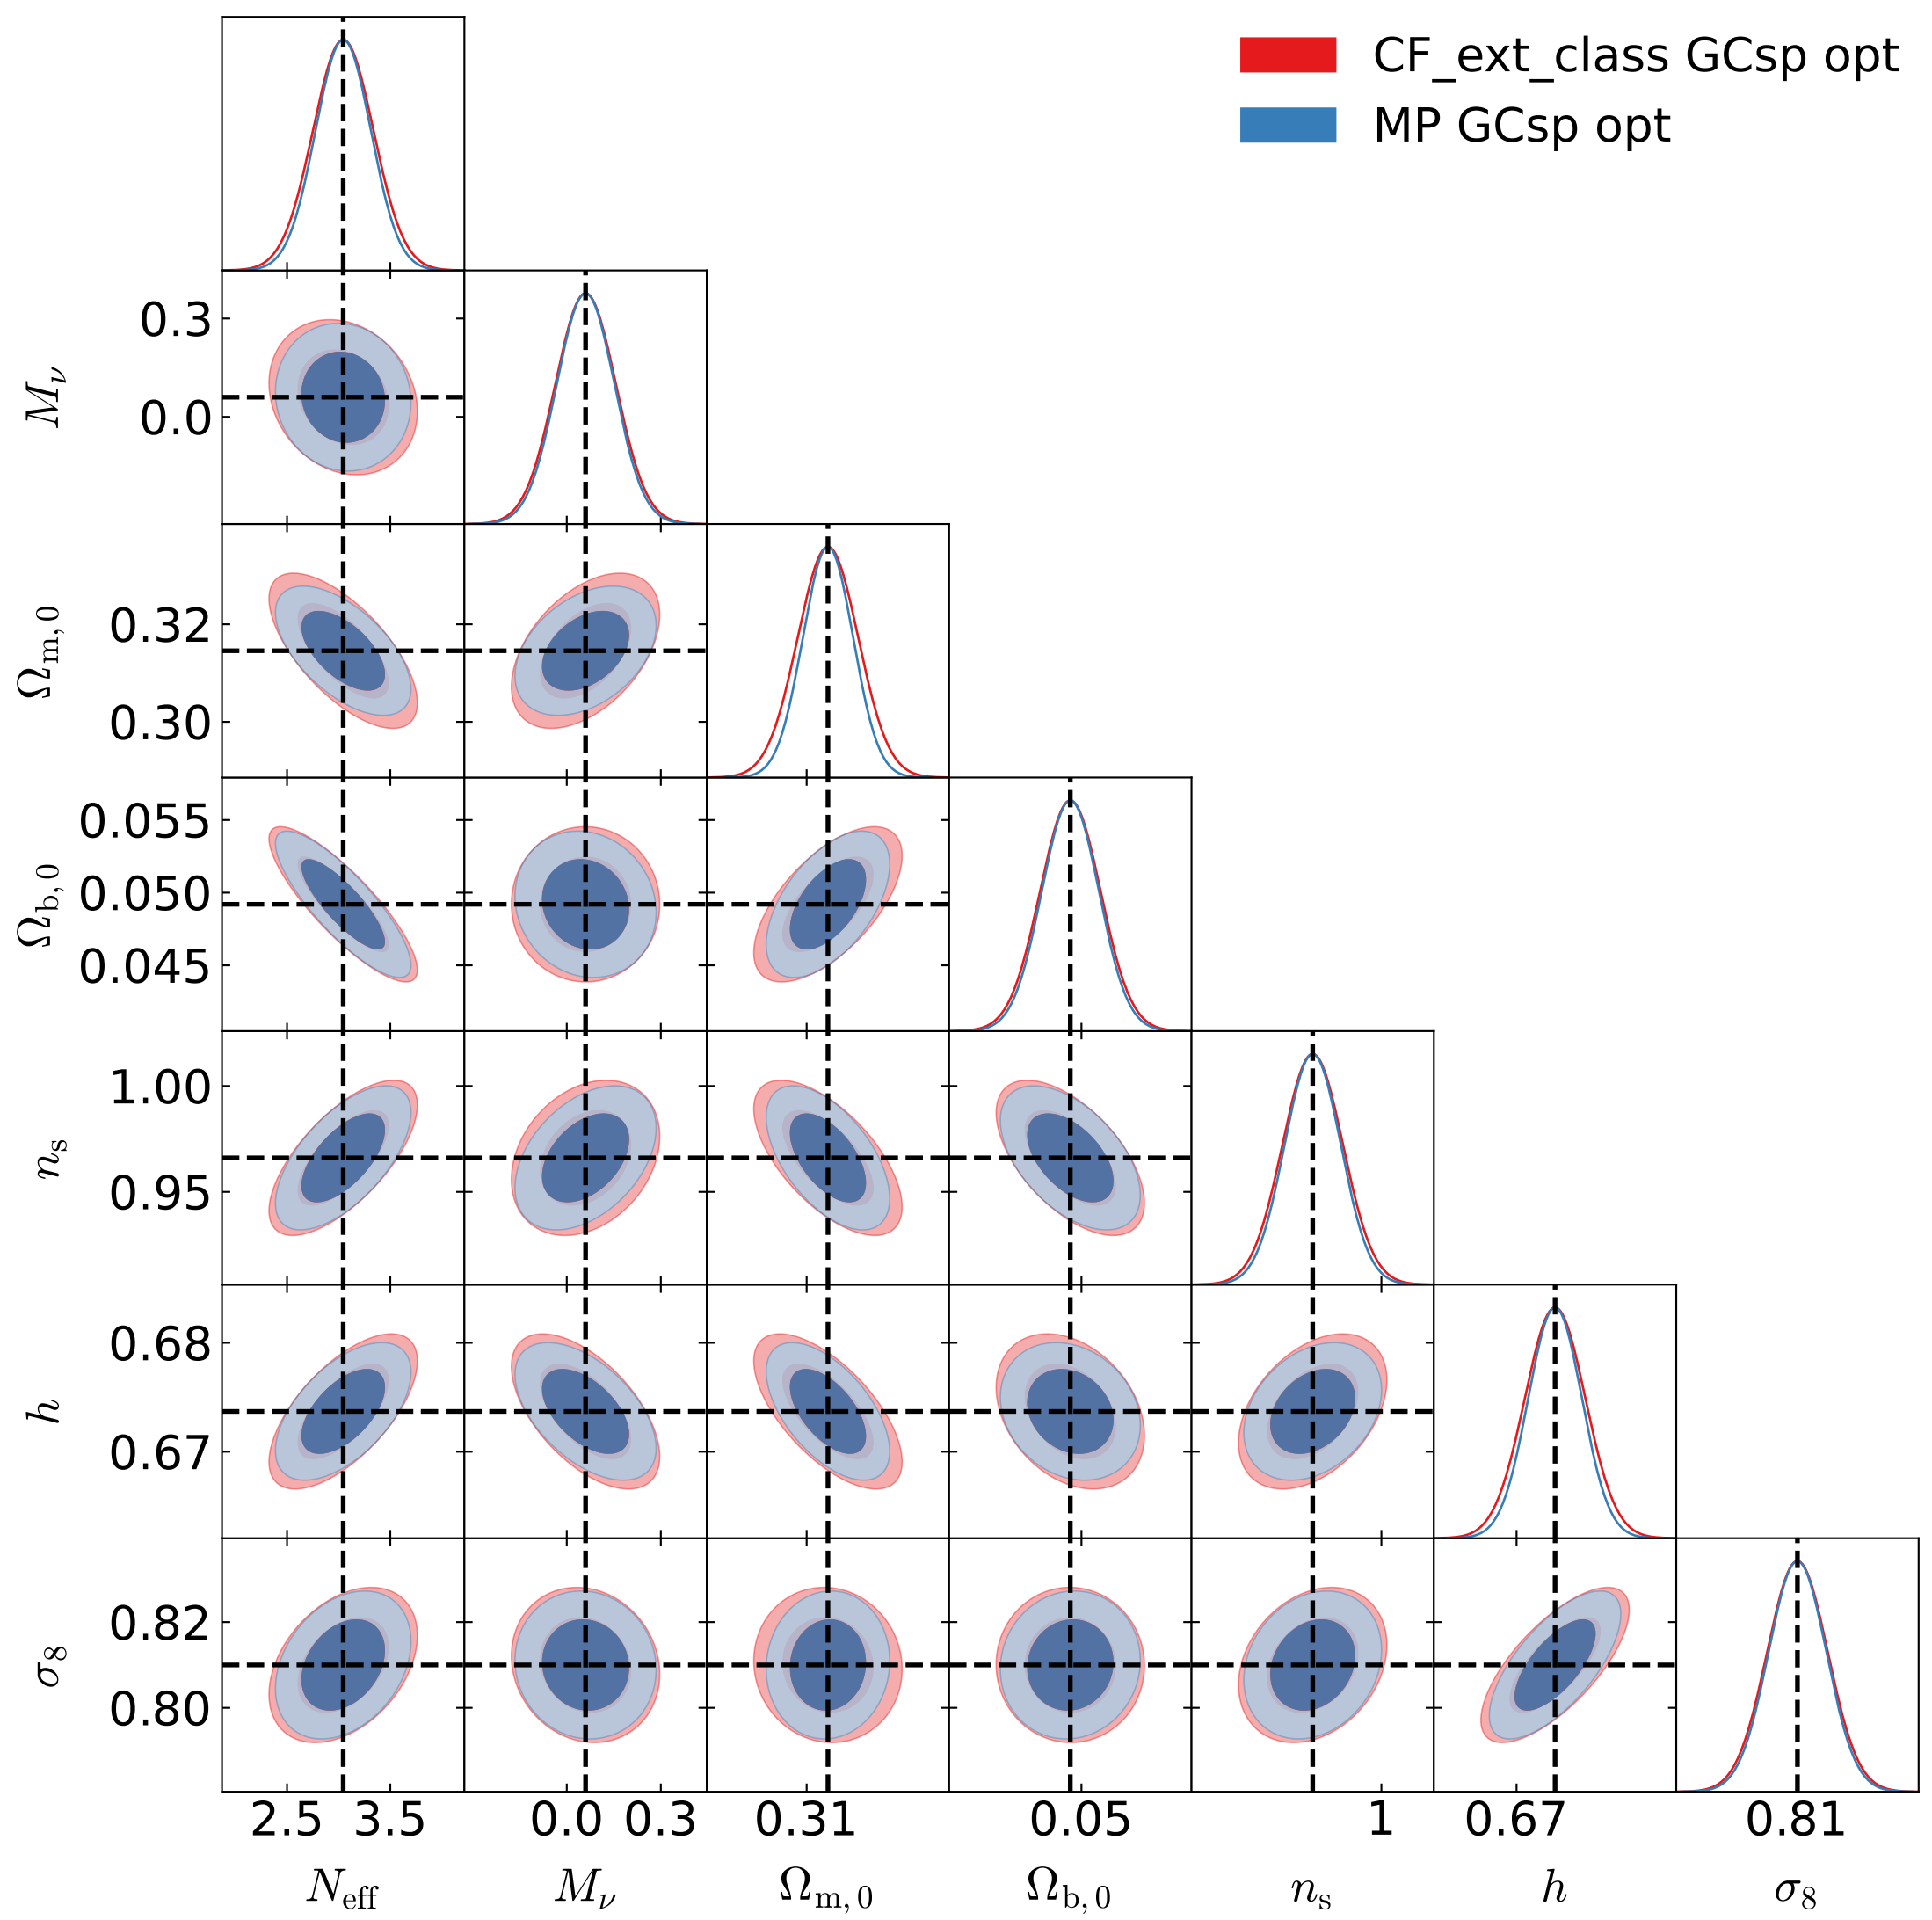 CF_ext_class GCsp opt
MP GCsp opt
0.3
0.0
M_ν
0.32
0.30
Ω_m,0
0.055
0.050
0.045
Ω_b,0
1.00
0.95
n_s
0.68
0.67
h
0.82
0.80
σ_8
2.5 3.5 0.0 0.3 0.31 0.05 1 0.67 0.81
N_eff M_ν Ω_m,0 Ω_b,0 n_s h σ_8